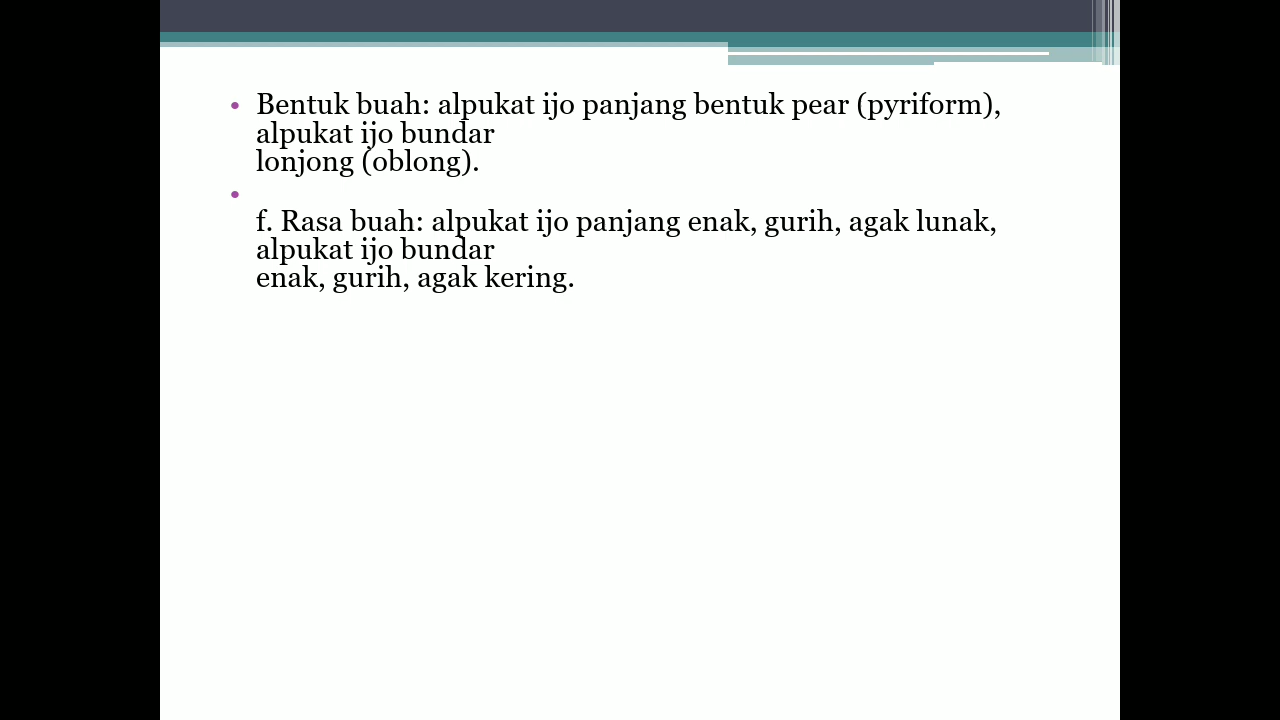 • Bentuk buah: alpukat ijo panjang bentuk pear (pyriform),
alpukat ijo bundar
lonjong (oblong).
•
f. Rasa buah: alpukat ijo panjang enak, gurih, agak lunak,
alpukat ijo bundar
enak, gurih, agak kering.